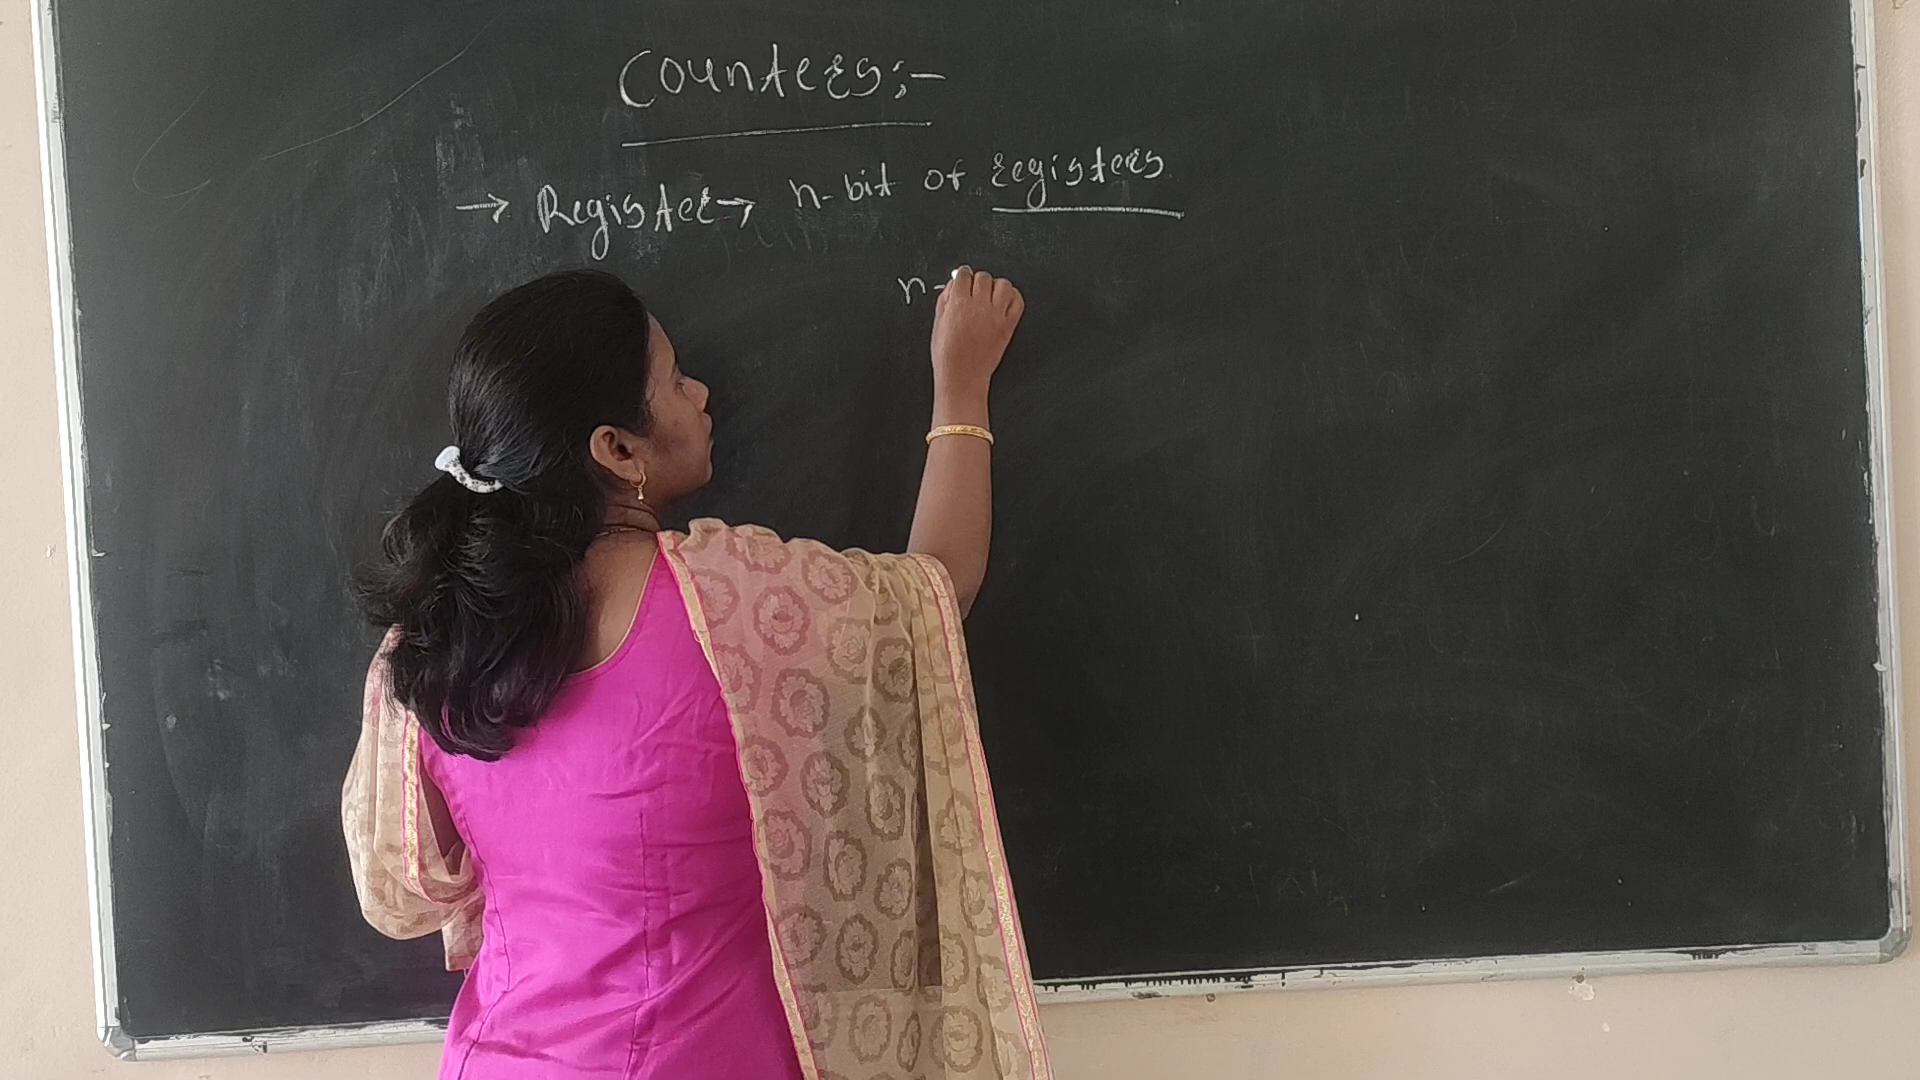 Counters:-
→ Register → n-bit of registers
n-